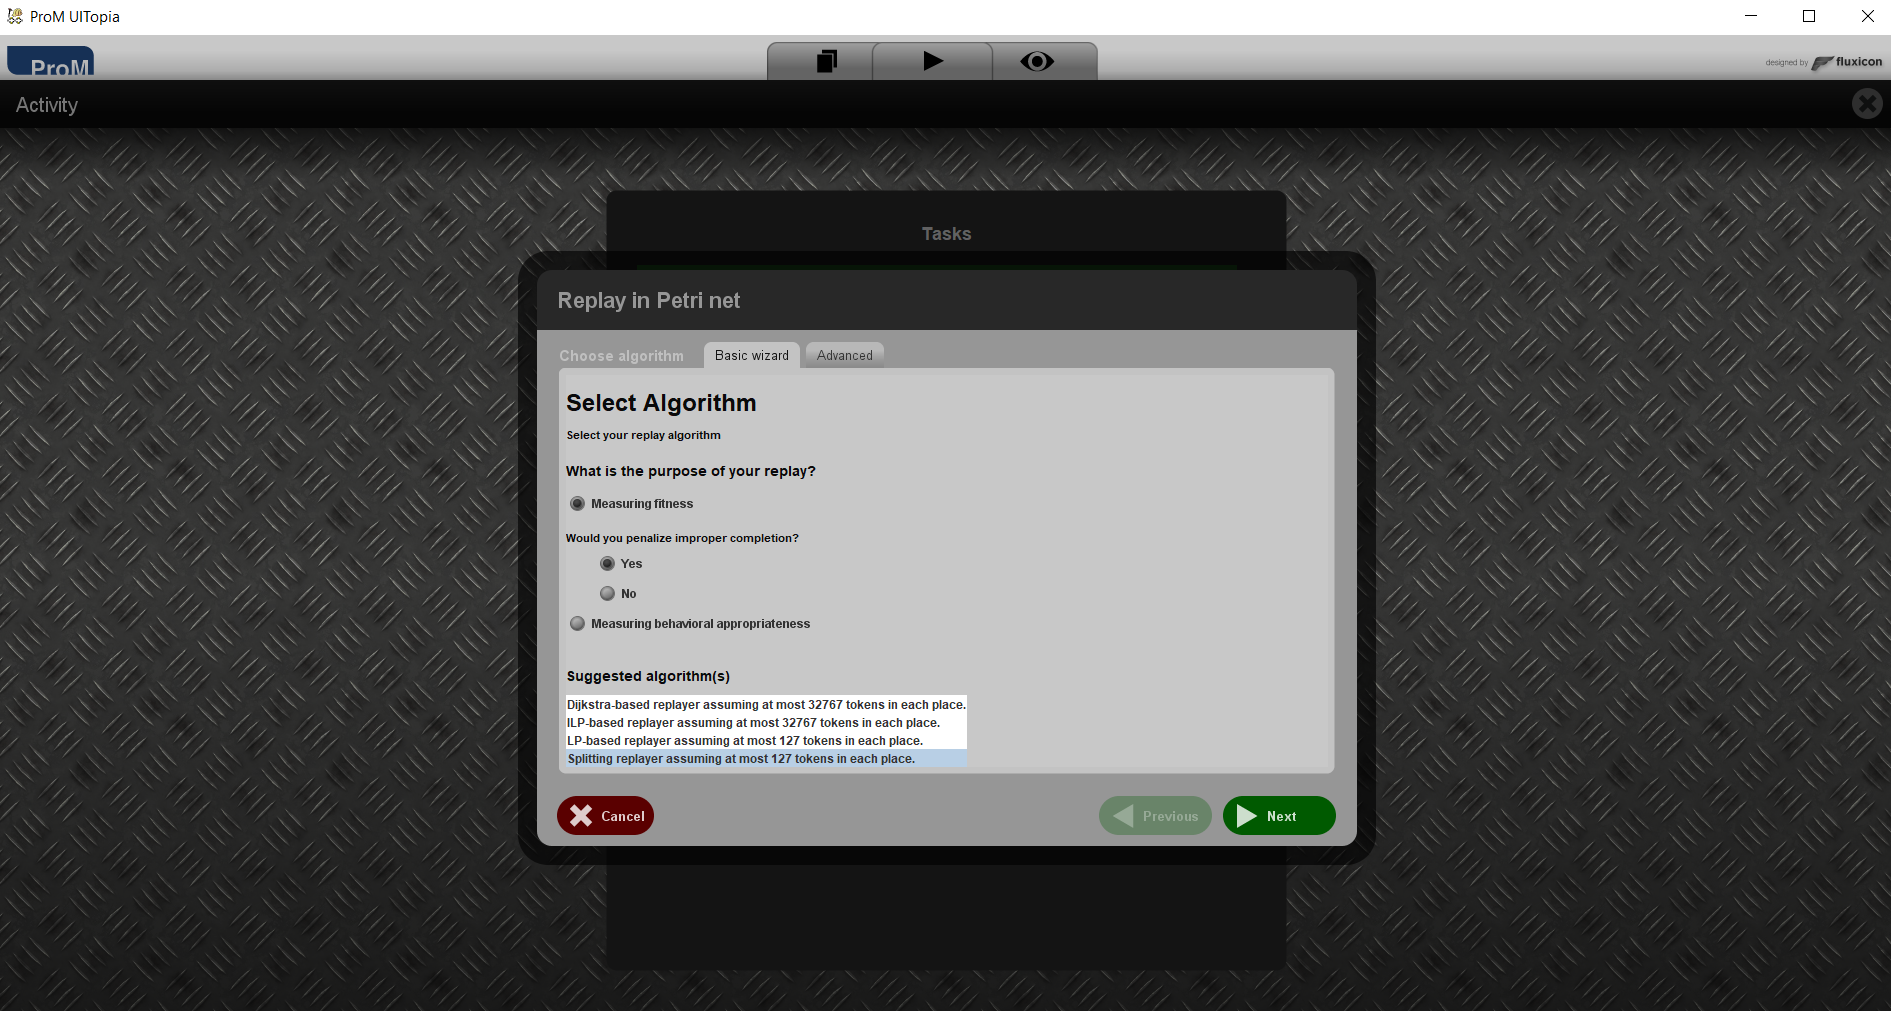 ProM UITopia
ProM
designed by fluxicon
Activity
Tasks
Replay in Petri net
Choose algorithm
Basic wizard
Advanced
Select Algorithm
Select your replay algorithm
What is the purpose of your replay?
Measuring fitness
Would you penalize improper completion?
Yes
No
Measuring behavioral appropriateness
Suggested algorithm(s)
Dijkstra-based replayer assuming at most 32767 tokens in each place.
ILP-based replayer assuming at most 32767 tokens in each place.
LP-based replayer assuming at most 127 tokens in each place.
Splitting replayer assuming at most 127 tokens in each place.
Cancel
Previous
Next